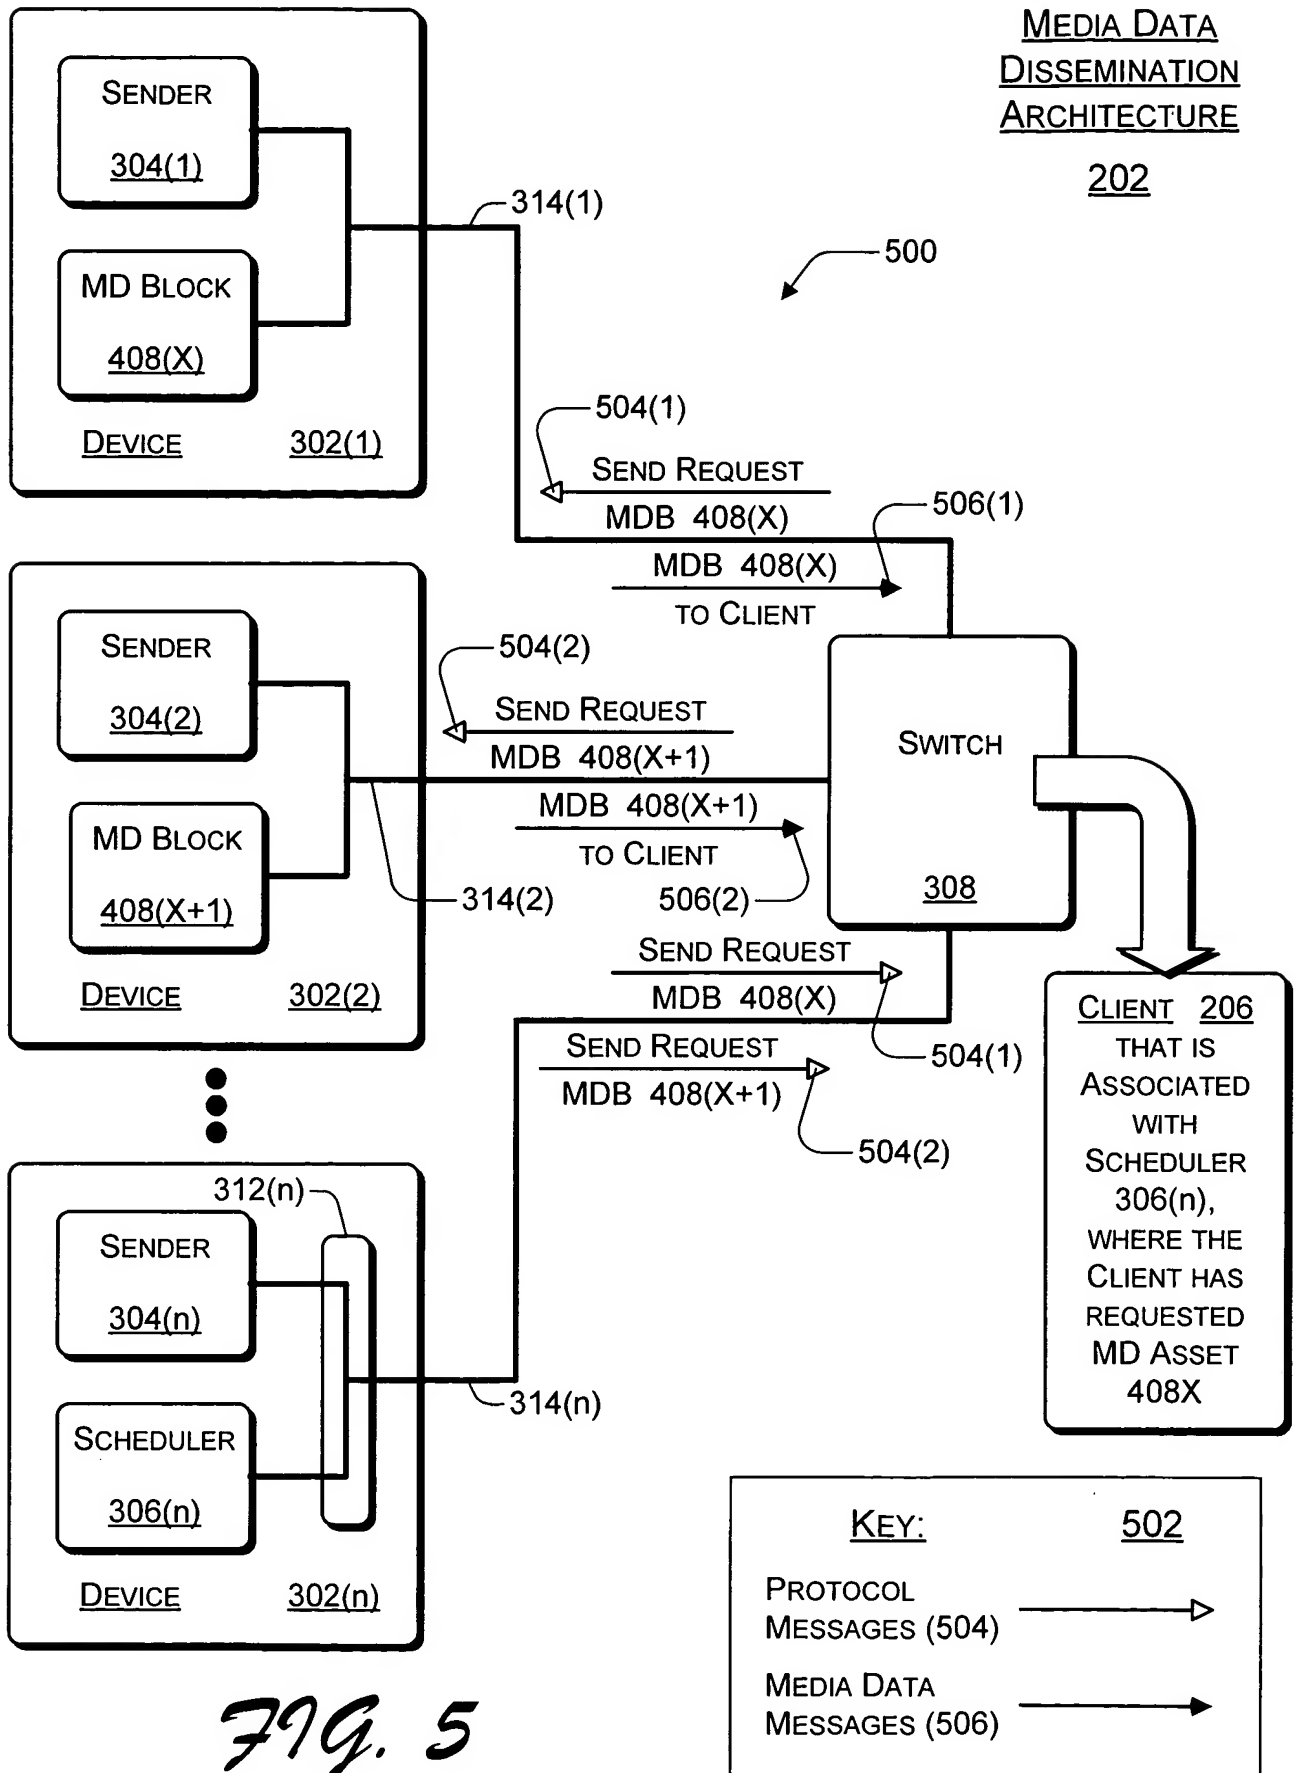 MEDIA DATA
DISSEMINATION
ARCHITECTURE
202
SENDER
304(1)
MD BLOCK
408(X)
DEVICE 302(1)
314(1)
500
504(1)
SEND REQUEST
MDB 408(X)
506(1)
MDB 408(X)
TO CLIENT
SENDER
304(2)
MD BLOCK
408(X+1)
DEVICE 302(2)
504(2)
SEND REQUEST
MDB 408(X+1)
MDB 408(X+1)
TO CLIENT
314(2)
506(2)
SWITCH
308
SEND REQUEST
MDB 408(X)
504(1)
SEND REQUEST
MDB 408(X+1)
504(2)
CLIENT 206
THAT IS
ASSOCIATED
WITH
SCHEDULER
306(n),
WHERE THE
CLIENT HAS
REQUESTED
MD ASSET
408X
312(n)
SENDER
304(n)
SCHEDULER
306(n)
DEVICE 302(n)
314(n)
KEY: 502
PROTOCOL
MESSAGES (504)
MEDIA DATA
MESSAGES (506)
FIG. 5